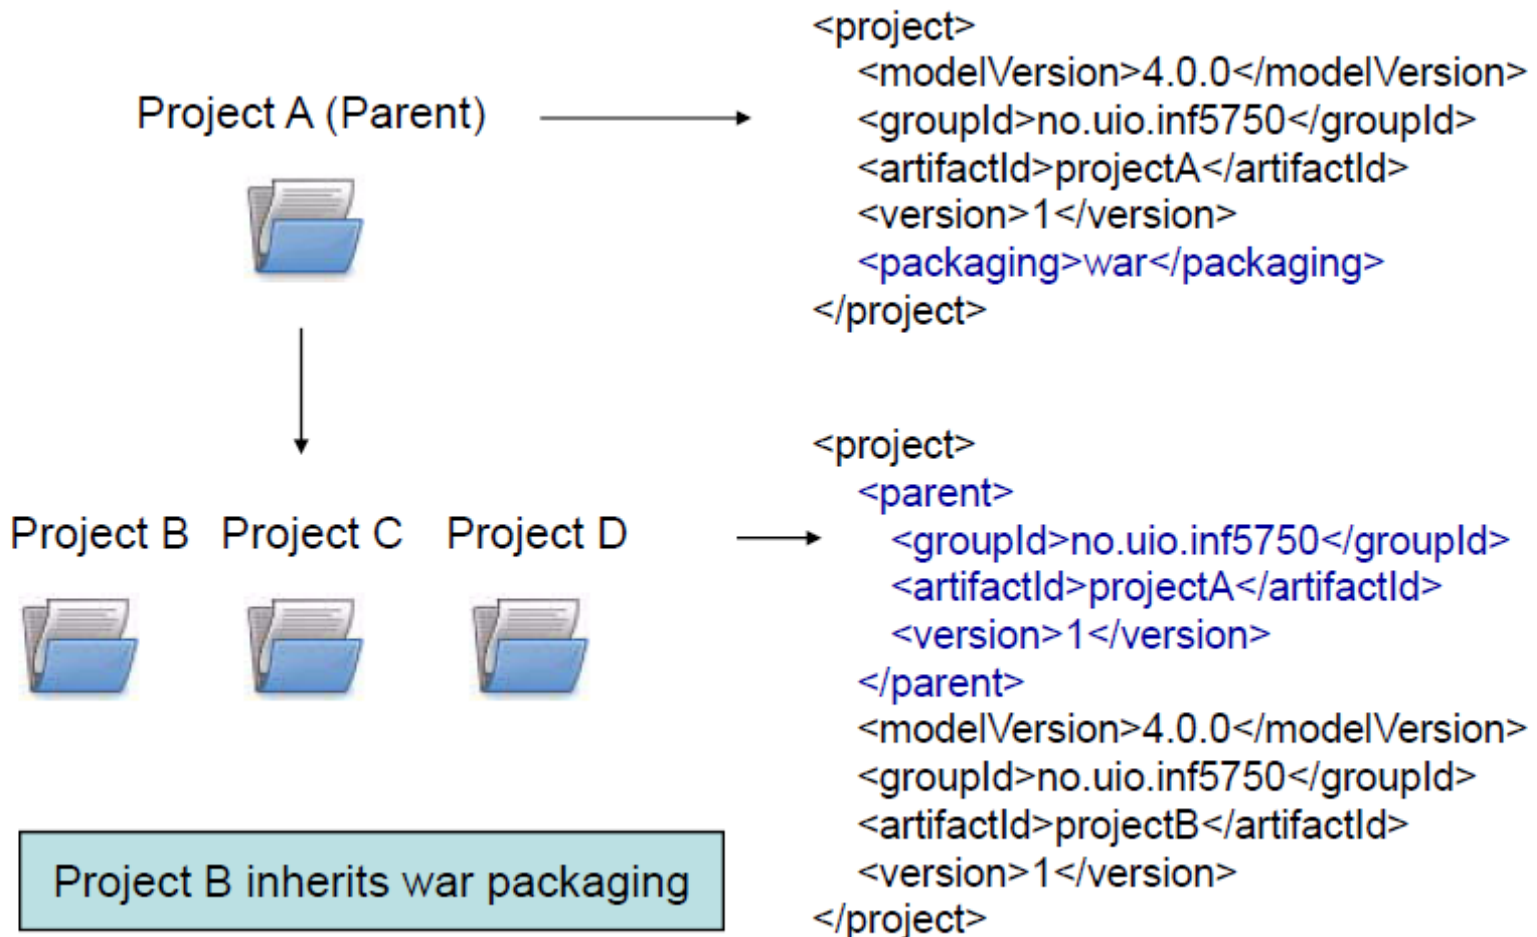 Project A (Parent)
<project>
<modelVersion>4.0.0</modelVersion>
<groupId>no.uio.inf5750</groupId>
<artifactId>projectA</artifactId>
<version>1</version>
<packaging>war</packaging>
</project>
Project B Project C Project D
<project>
<parent>
<groupId>no.uio.inf5750</groupId>
<artifactId>projectA</artifactId>
<version>1</version>
</parent>
<modelVersion>4.0.0</modelVersion>
<groupId>no.uio.inf5750</groupId>
<artifactId>projectB</artifactId>
<version>1</version>
</project>
Project B inherits war packaging